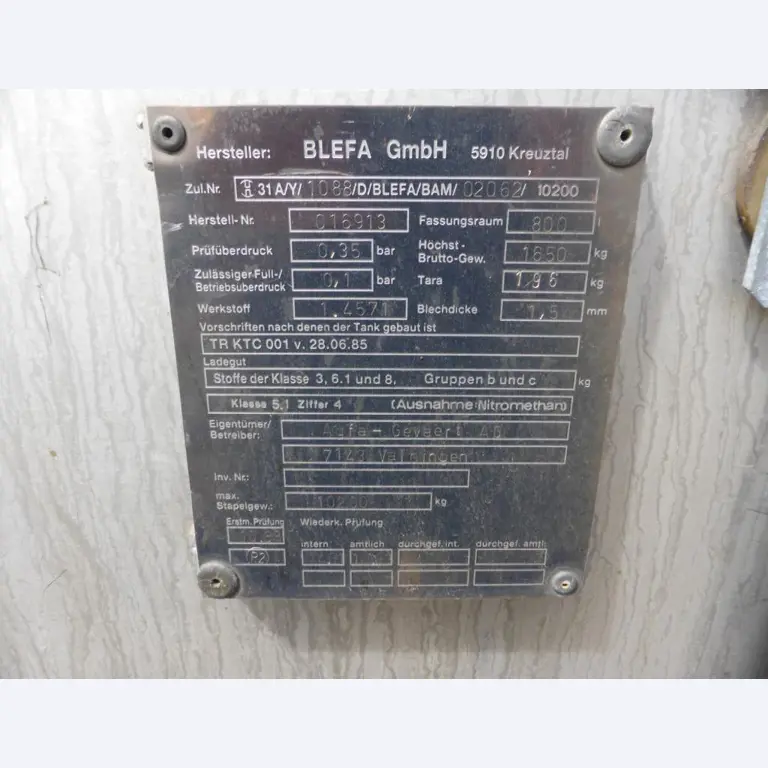 Hersteller: BLEFA GmbH 5910 Kreuztal
Zul.Nr. 31 A/Y/1088/D/BLEFA/BAM/02062/10200
Herstell-Nr. 016913 Fassungsraum 800 l
Prüfüberdruck 0,35 bar Höchst-Brutto-Gew. 1650 kg
Zulässiger Füll-/Betriebsüberdruck 0,1 bar Tara 196 kg
Werkstoff 1.4571 Blechdicke 1,5 mm
Vorschriften nach denen der Tank gebaut ist
TR KTC 001 v. 28.06.85
Ladegut
Stoffe der Klasse 3, 6.1 und 8, Gruppen b und c kg
Klasse 5.1 Ziffer 4 (Ausnahme: Nitromethan)
Eigentümer/Betreiber: Agfa-Gevaert AG
7143 Vaihingen
Inv. Nr.:
max. Stapelgew.: kg
Erstm. Prüfung Wiederk. Prüfung
intern amtlich durchgef. int. durchgef. amtl.